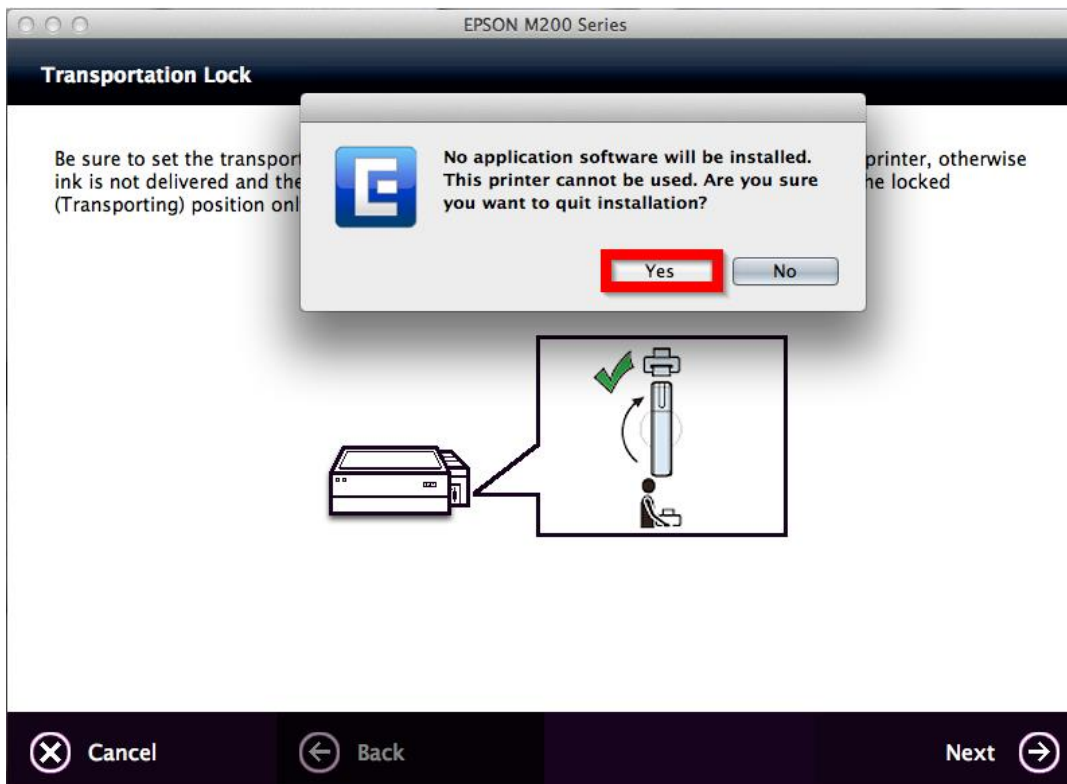 EPSON M200 Series
Transportation Lock
Be sure to set the transport
printer, otherwise
ink is not delivered and the
he locked
(Transporting) position onl
No application software will be installed.
This printer cannot be used. Are you sure
you want to quit installation?
Yes
No
Cancel
Back
Next